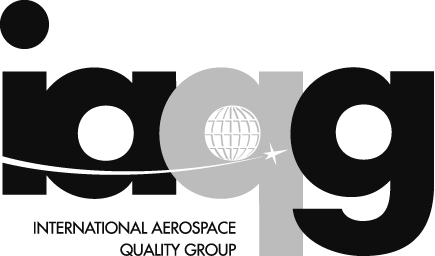 iaqg
INTERNATIONAL AEROSPACE
QUALITY GROUP